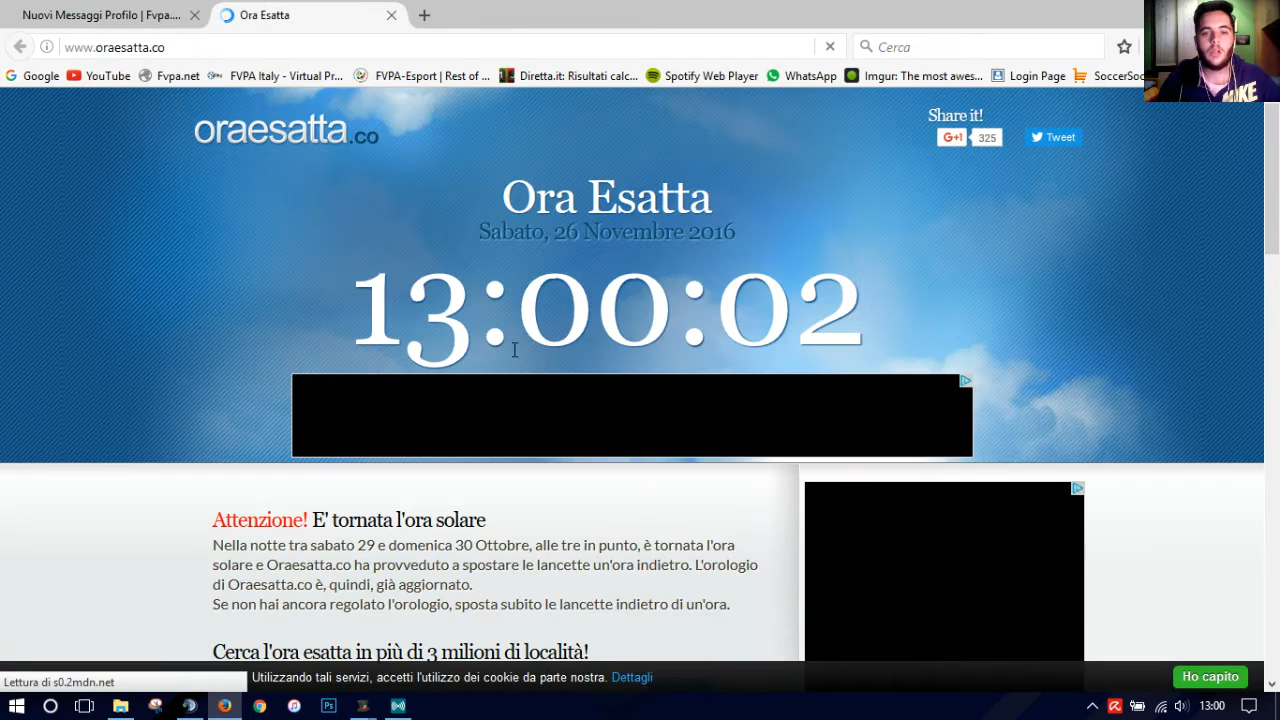 Nuovi Messaggi Profilo | Fvpa....
Ora Esatta
www.oraesatta.co
Cerca
Google
YouTube
Fvpa.net
FVPA Italy - Virtual Pr...
FVPA-Esport | Rest of ...
Diretta.it: Risultati calc...
Spotify Web Player
WhatsApp
Imgur: The most awes...
Login Page
SoccerSo
oraesatta.co
Share it!
G+1
325
Tweet
Ora Esatta
Sabato, 26 Novembre 2016
13:00:02
Attenzione! E' tornata l'ora solare
Nella notte tra sabato 29 e domenica 30 Ottobre, alle tre in punto, è tornata l'ora
solare e Oraesatta.co ha provveduto a spostare le lancette un'ora indietro. L'orologio
di Oraesatta.co è, quindi, già aggiornato.
Se non hai ancora regolato l'orologio, sposta subito le lancette indietro di un'ora.
Cerca l'ora esatta in più di 3 milioni di località!
Utilizzando tali servizi, accetti l'utilizzo dei cookie da parte nostra. Dettagli
Ho capito
Lettura di s0.2mdn.net
Ps
13:00